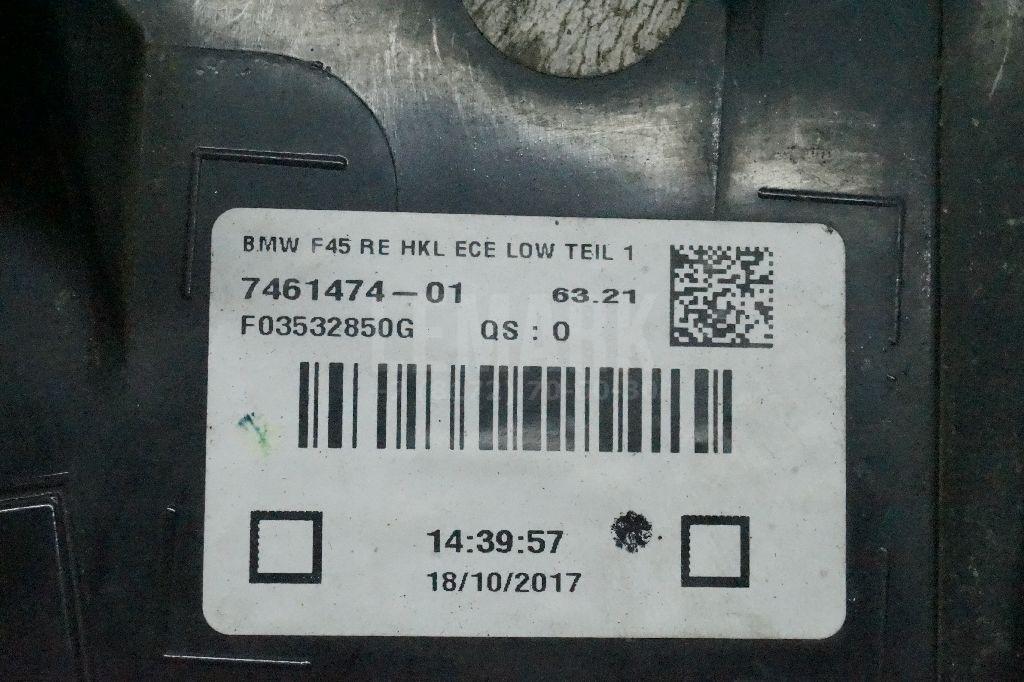 BMW F45 RE HKL ECE LOW TEIL 1
7461474-01 63.21
F03532850G QS : 0
14:39:57
18/10/2017